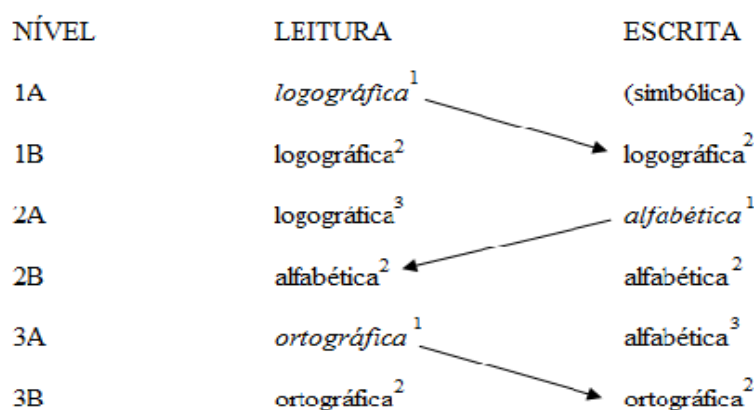 NÍVEL LEITURA ESCRITA
1A logográfica¹ (simbólica)
1B logográfica² logográfica²
2A logográfica³ alfabética¹
2B alfabética² alfabética²
3A ortográfica¹ alfabética³
3B ortográfica² ortográfica²